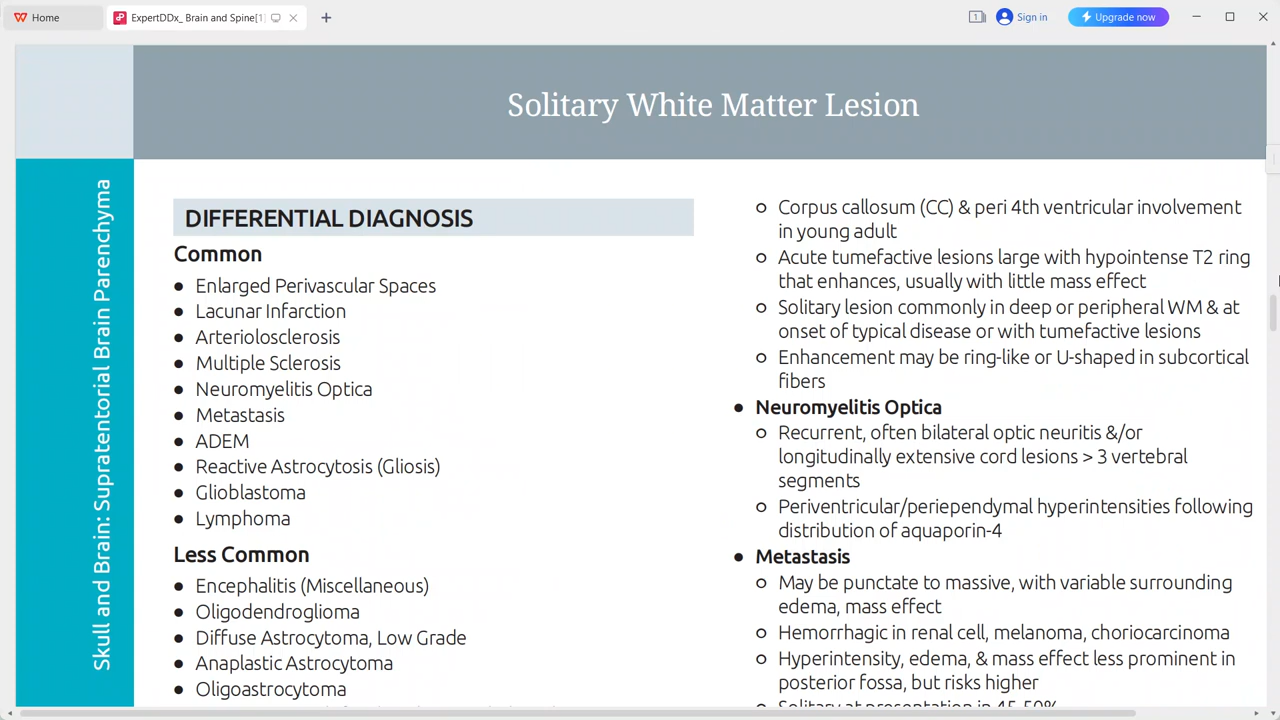 Home
ExpertDDx_ Brain and Spine[1]
1
Sign in
Upgrade now
Solitary White Matter Lesion
Skull and Brain: Supratentorial Brain Parenchyma
DIFFERENTIAL DIAGNOSIS
Common
• Enlarged Perivascular Spaces
• Lacunar Infarction
• Arteriolosclerosis
• Multiple Sclerosis
• Neuromyelitis Optica
• Metastasis
• ADEM
• Reactive Astrocytosis (Gliosis)
• Glioblastoma
• Lymphoma
Less Common
• Encephalitis (Miscellaneous)
• Oligodendroglioma
• Diffuse Astrocytoma, Low Grade
• Anaplastic Astrocytoma
• Oligoastrocytoma
○ Corpus callosum (CC) & peri 4th ventricular involvement
in young adult
○ Acute tumefactive lesions large with hypointense T2 ring
that enhances, usually with little mass effect
○ Solitary lesion commonly in deep or peripheral WM & at
onset of typical disease or with tumefactive lesions
○ Enhancement may be ring-like or U-shaped in subcortical
fibers
• Neuromyelitis Optica
○ Recurrent, often bilateral optic neuritis &/or
longitudinally extensive cord lesions > 3 vertebral
segments
○ Periventricular/periependymal hyperintensities following
distribution of aquaporin-4
• Metastasis
○ May be punctate to massive, with variable surrounding
edema, mass effect
○ Hemorrhagic in renal cell, melanoma, choriocarcinoma
○ Hyperintensity, edema, & mass effect less prominent in
posterior fossa, but risks higher
○ Solitary at presentation in 45-50%